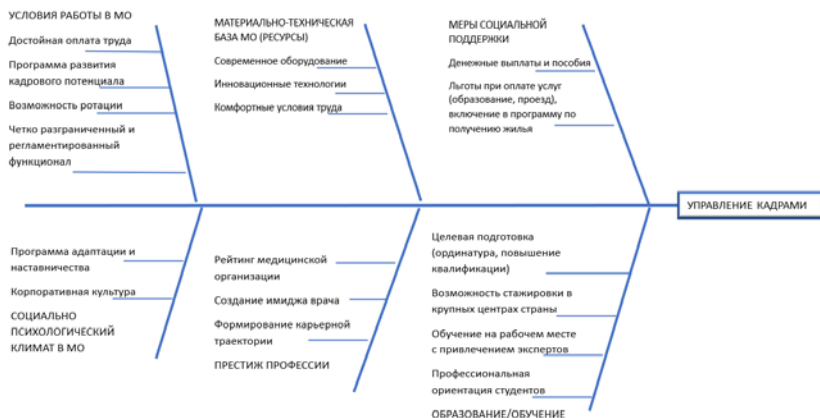 УСЛОВИЯ РАБОТЫ В МО
Достойная оплата труда
Программа развития
кадрового потенциала
Возможность ротации
Четко разграниченный и
регламентированный
функционал
МАТЕРИАЛЬНО-ТЕХНИЧЕСКАЯ
БАЗА МО (РЕСУРСЫ)
Современное оборудование
Инновационные технологии
Комфортные условия труда
МЕРЫ СОЦИАЛЬНОЙ
ПОДДЕРЖКИ
Денежные выплаты и пособия
Льготы при оплате услуг
(образование, проезд),
включение в программу по
получению жилья
УПРАВЛЕНИЕ КАДРАМИ
Программа адаптации и
наставничества
Корпоративная культура
СОЦИАЛЬНО
ПСИХОЛОГИЧЕСКИЙ
КЛИМАТ В МО
Рейтинг медицинской
организации
Создание имиджа врача
Формирование карьерной
траектории
ПРЕСТИЖ ПРОФЕССИИ
Целевая подготовка
(ординатура, повышение
квалификации)
Возможность стажировки в
крупных центрах страны
Обучение на рабочем месте
с привлечением экспертов
Профессиональная
ориентация студентов
ОБРАЗОВАНИЕ/ОБУЧЕНИЕ